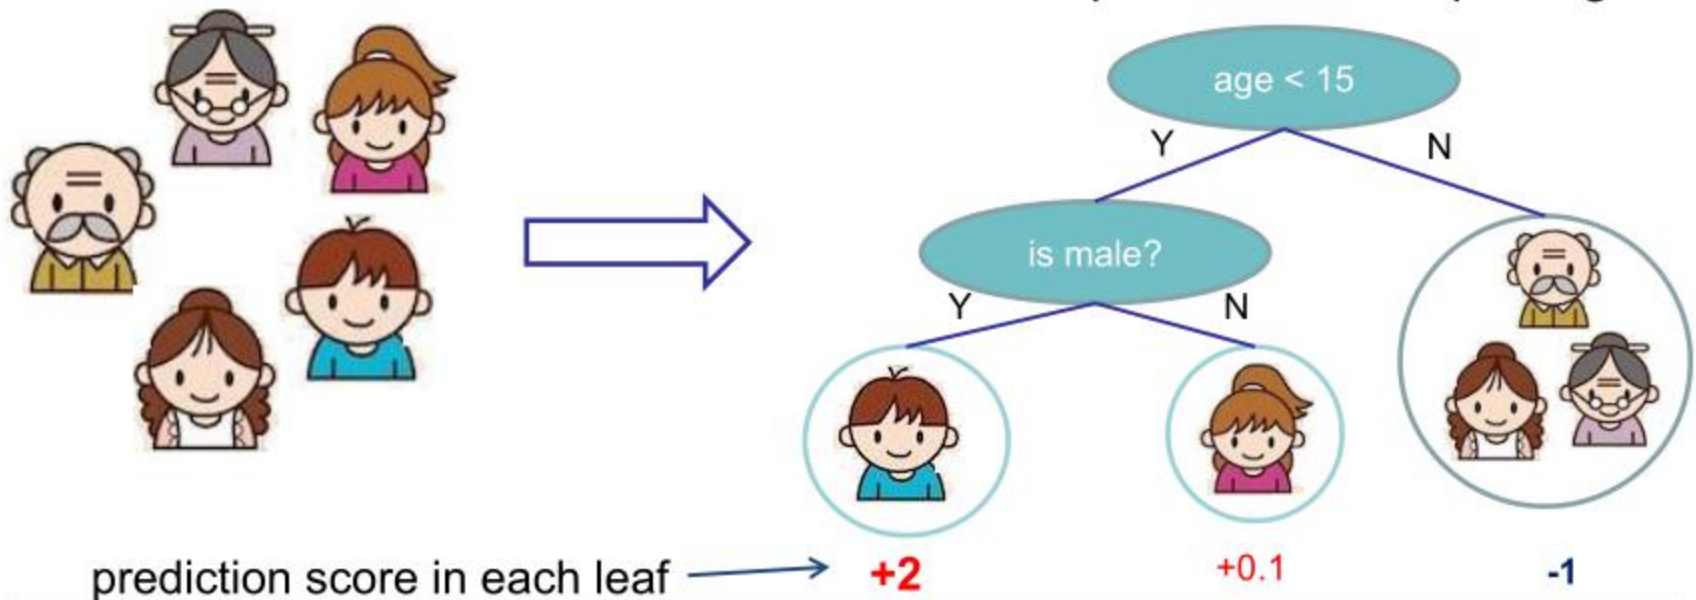 age < 15
Y
N
is male?
Y
N
prediction score in each leaf
+2
+0.1
-1